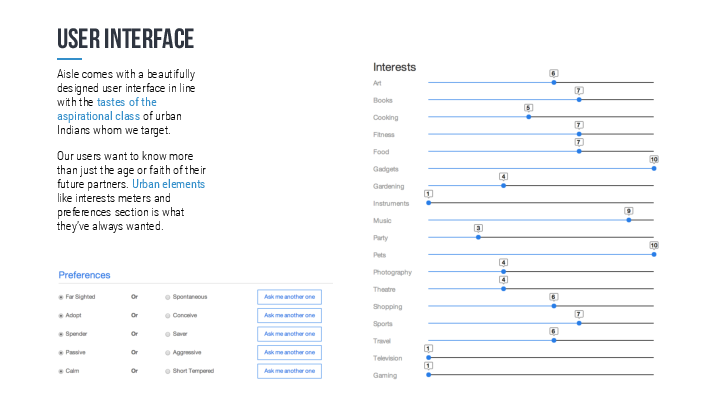 USER INTERFACE
Aisle comes with a beautifully
designed user interface in line
with the tastes of the
aspirational class of urban
Indians whom we target.
Our users want to know more
than just the age or faith of their
future partners. Urban elements
like interests meters and
preferences section is what
they've always wanted.
Preferences
Far Sighted Or Spontaneous Ask me another one
Adopt Or Conceive Ask me another one
Spender Or Saver Ask me another one
Passive Or Aggressive Ask me another one
Calm Or Short Tempered Ask me another one
Interests
Art 6
Books 7
Cooking 5
Fitness 7
Food 7
Gadgets 10
Gardening 4
Instruments 1
Music 9
Party 3
Pets 10
Photography 4
Theatre 4
Shopping 6
Sports 7
Travel 6
Television 1
Gaming 1